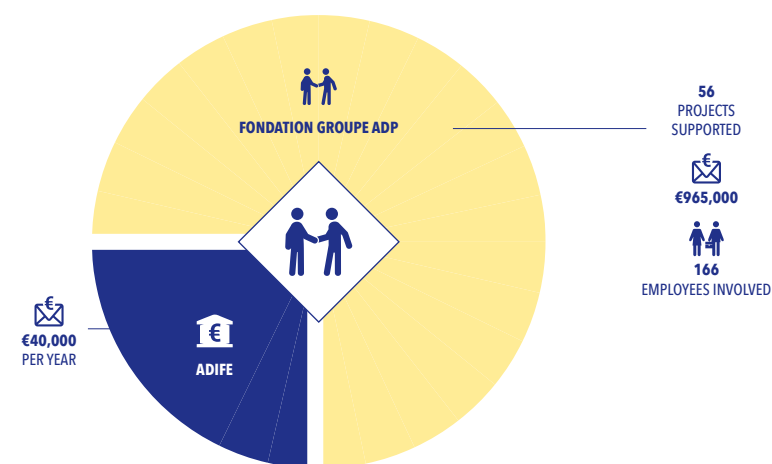 FONDATION GROUPE ADP
56
PROJECTS
SUPPORTED
€
€965,000
166
EMPLOYEES INVOLVED
€
€40,000
PER YEAR
€
ADIFE